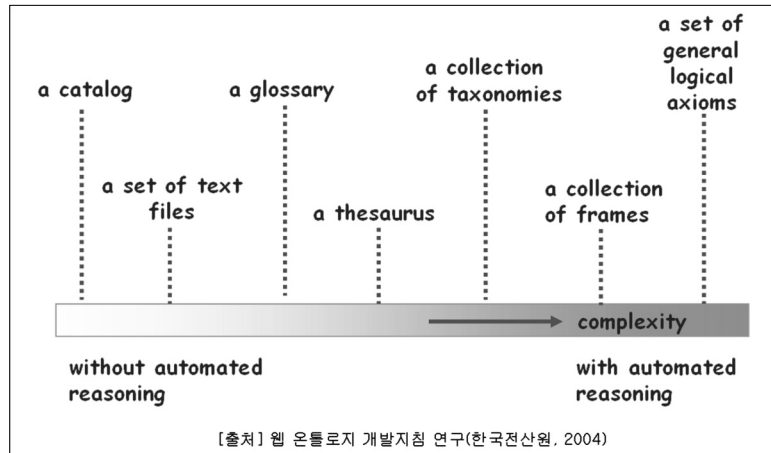 a catalog
a set of text
files
a glossary
a thesaurus
a collection
of taxonomies
a collection
of frames
a set of
general
logical
axioms
complexity
without automated
reasoning
with automated
reasoning
[출처] 웹 온톨로지 개발지침 연구(한국전산원, 2004)